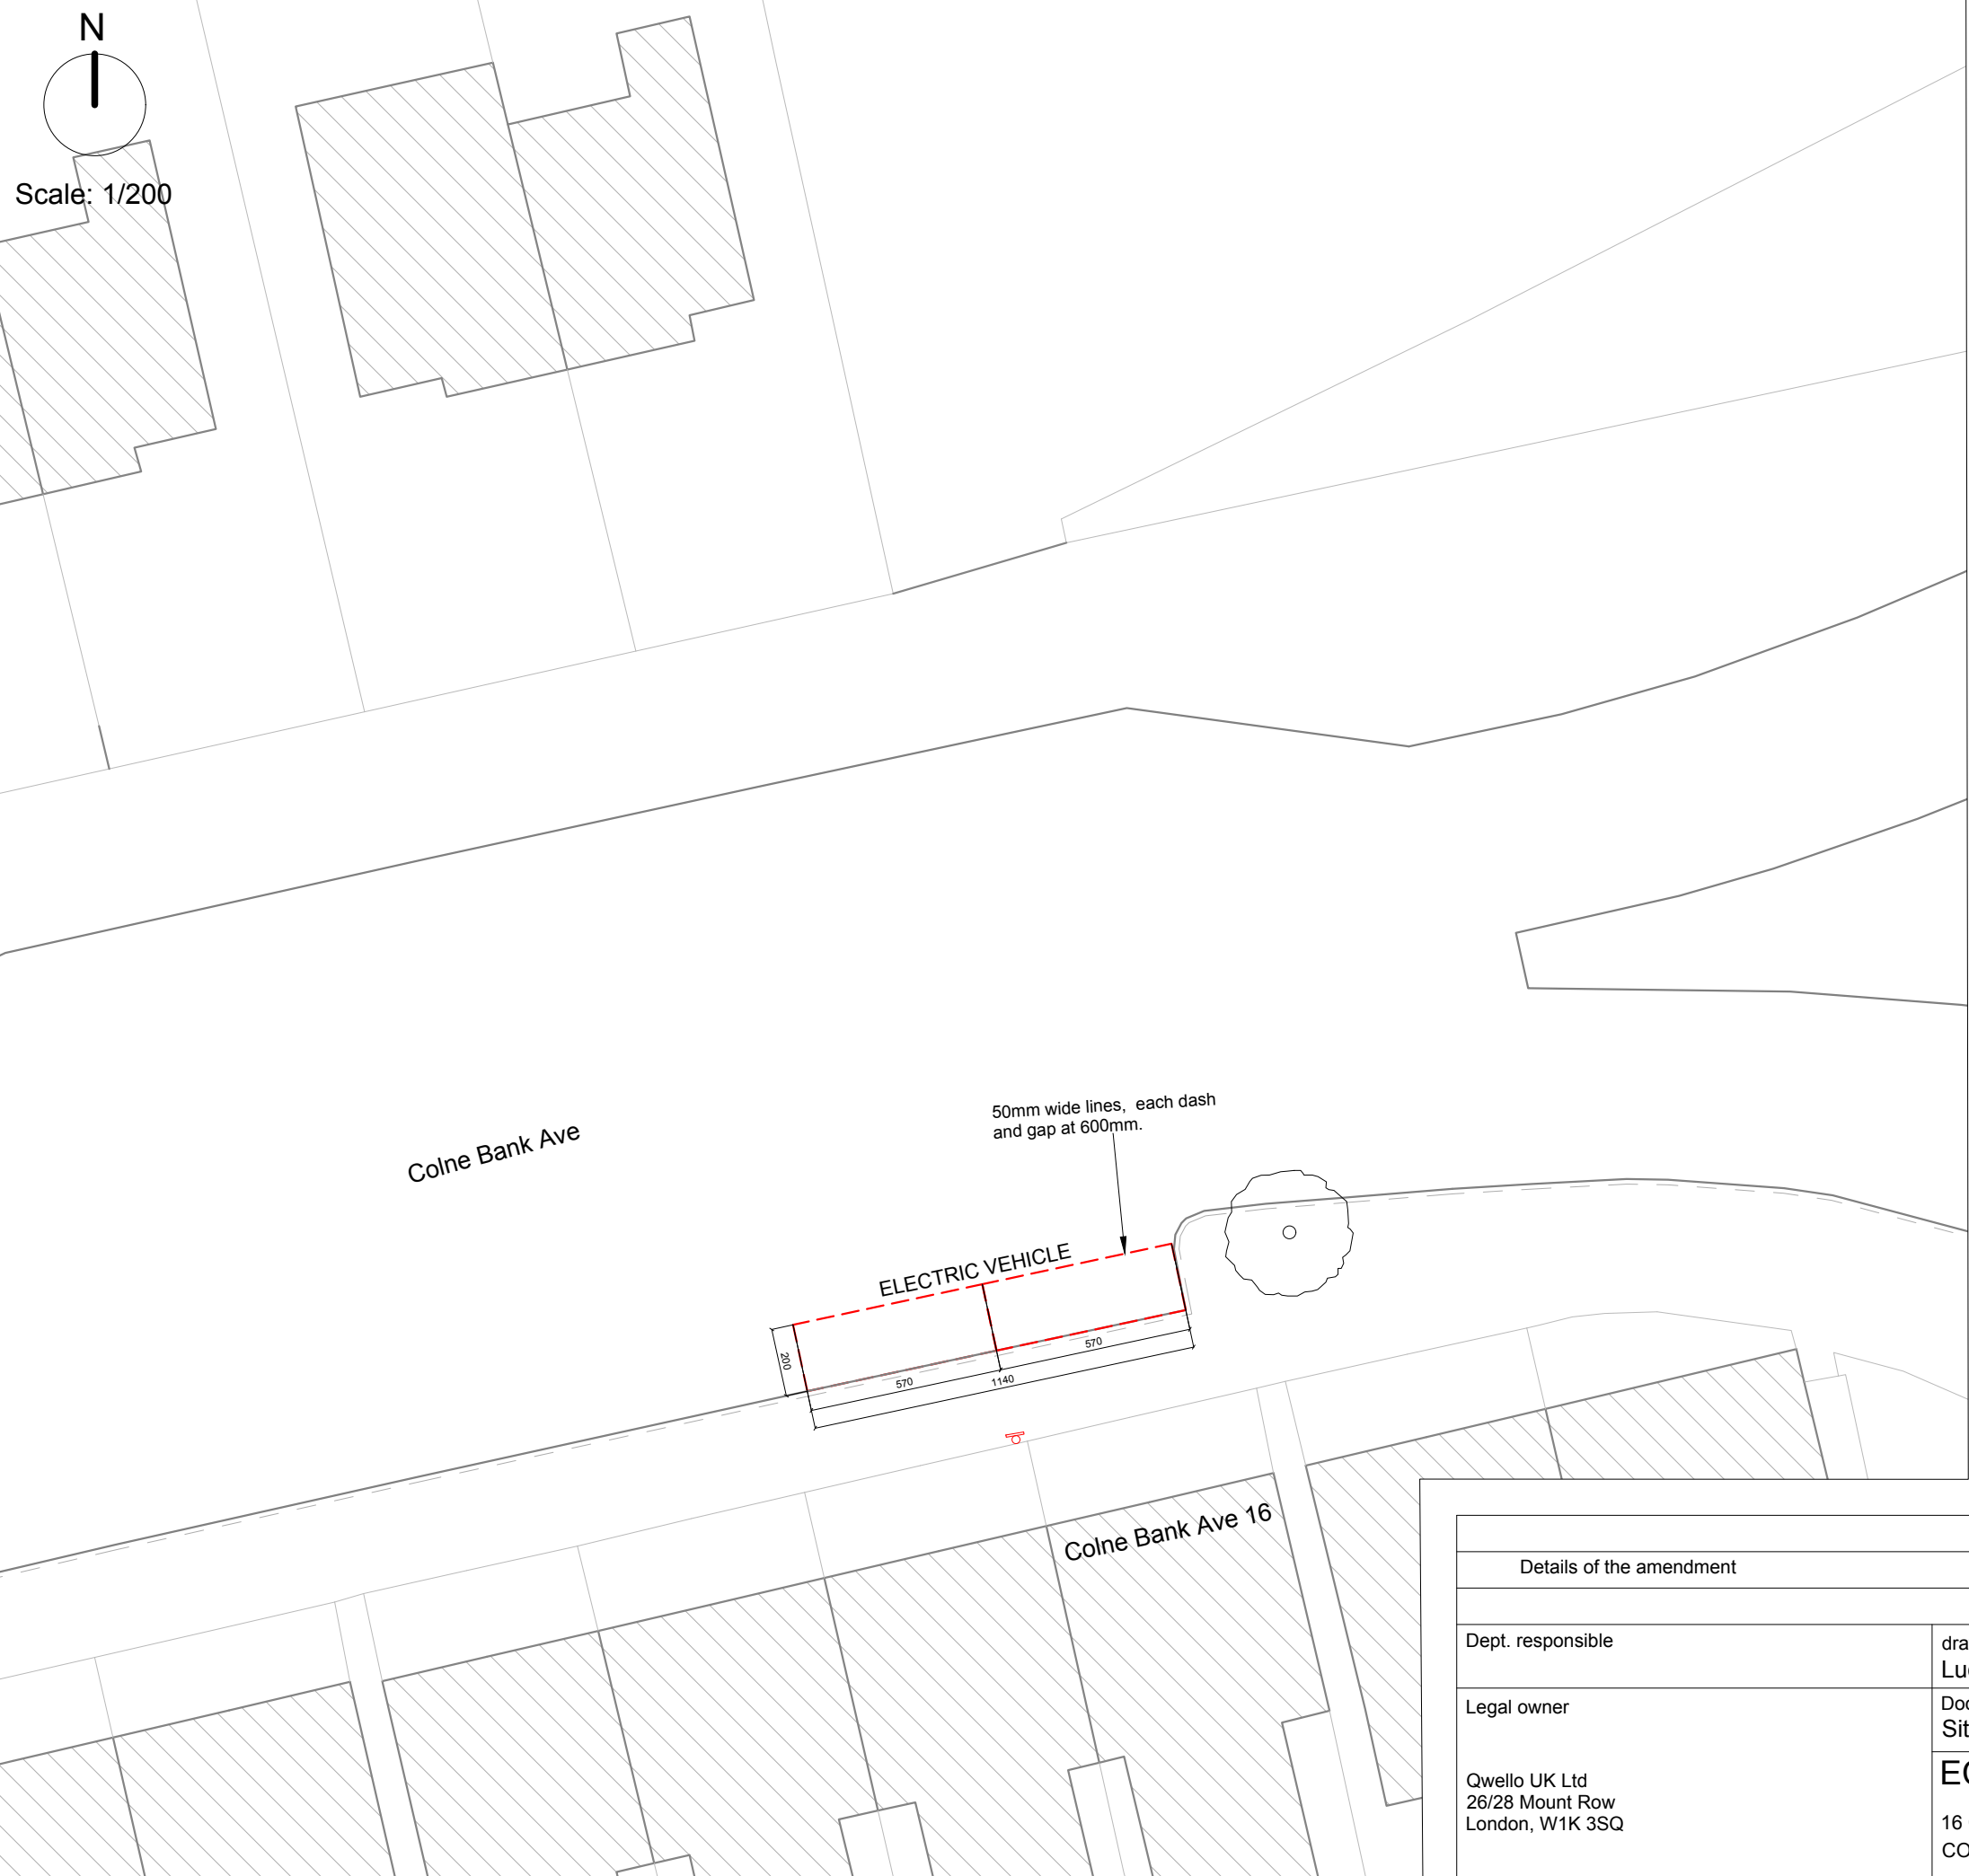 N
Scale: 1/200
50mm wide lines, each dash
and gap at 600mm.
Colne Bank Ave
ELECTRIC VEHICLE
200
570
570
1140
Colne Bank Ave 16
Details of the amendment
Dept. responsible
Legal owner
Qwello UK Ltd
26/28 Mount Row
London, W1K 3SQ
16